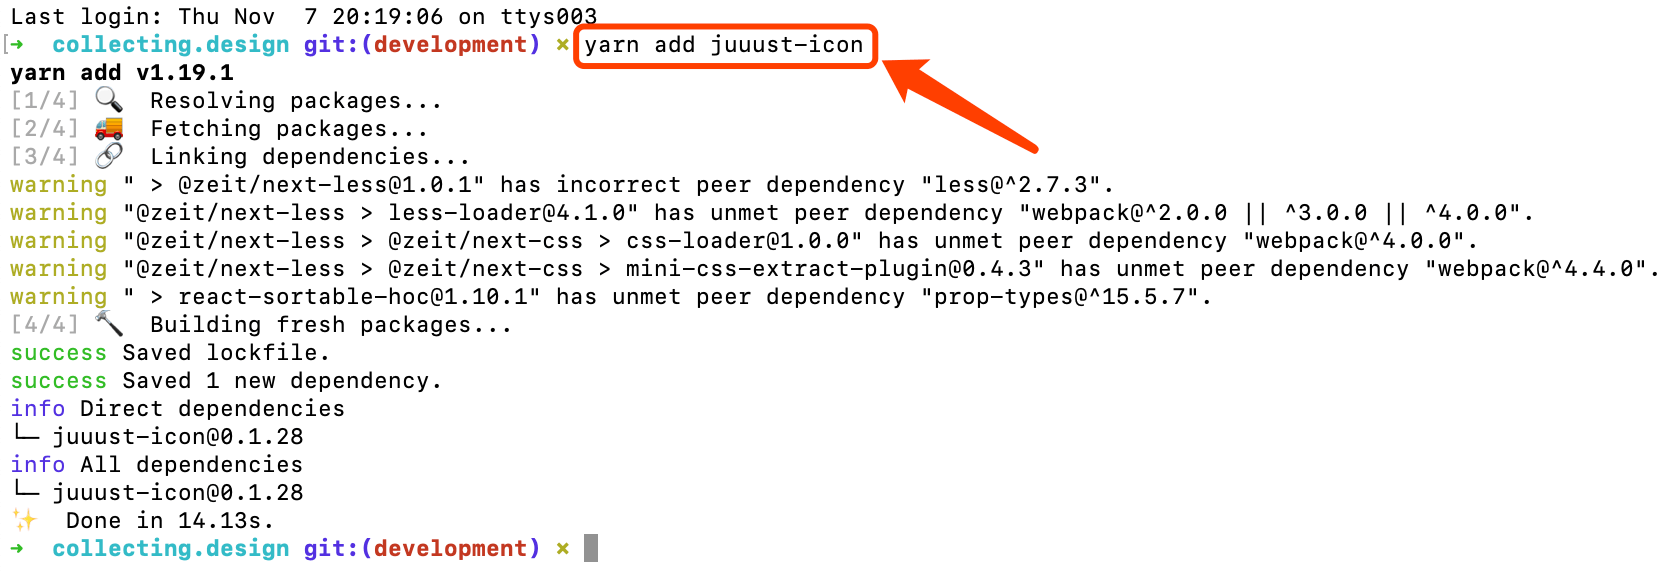 Last login: Thu Nov  7 20:19:06 on ttys003
[➜  collecting.design git:(development) × yarn add juuust-icon
yarn add v1.19.1
[1/4] 🔍  Resolving packages...
[2/4] 🚚  Fetching packages...
[3/4] 🔗  Linking dependencies...
warning " > @zeit/next-less@1.0.1" has incorrect peer dependency "less@^2.7.3".
warning "@zeit/next-less > less-loader@4.1.0" has unmet peer dependency "webpack@^2.0.0 || ^3.0.0 || ^4.0.0".
warning "@zeit/next-less > @zeit/next-css > css-loader@1.0.0" has unmet peer dependency "webpack@^4.0.0".
warning "@zeit/next-less > @zeit/next-css > mini-css-extract-plugin@0.4.3" has unmet peer dependency "webpack@^4.4.0".
warning " > react-sortable-hoc@1.10.1" has unmet peer dependency "prop-types@^15.5.7".
[4/4] 🔨  Building fresh packages...
success Saved lockfile.
success Saved 1 new dependency.
info Direct dependencies
└─ juuust-icon@0.1.28
info All dependencies
└─ juuust-icon@0.1.28
✨  Done in 14.13s.
➜  collecting.design git:(development) ×